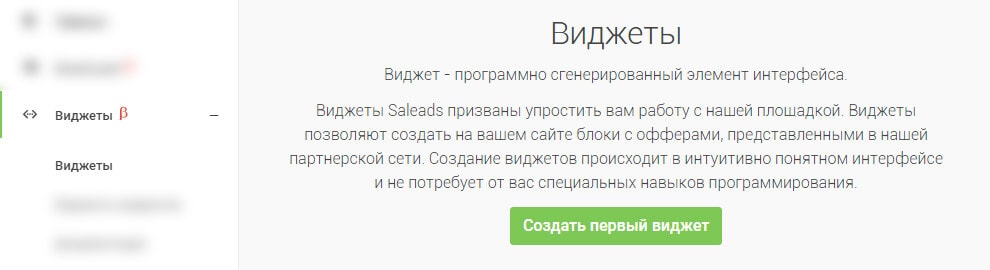 Виджеты
Виджет - программно сгенерированный элемент интерфейса.
Виджеты β
–
Виджеты Saleads призваны упростить вам работу с нашей площадкой. Виджеты
позволяют создать на вашем сайте блоки с офферами, представленными в нашей
партнерской сети. Создание виджетов происходит в интуитивно понятном интерфейсе
и не потребует от вас специальных навыков программирования.
Виджеты
Создать первый виджет